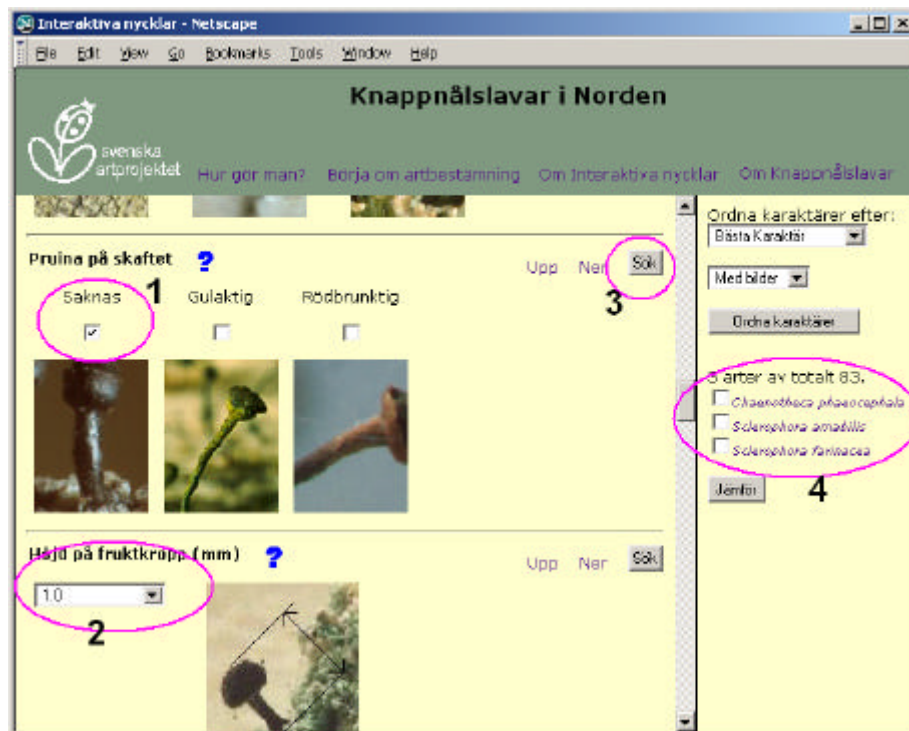 Interaktiva nycklar - Netscape
File Edit View Go Bookmarks Tools Window Help
Knappnålslavar i Norden
svenska
artprojektet
Hur gör man? Börja om artbestämning Om Interaktiva nycklar Om Knappnålslavar
Ordna karaktärer efter:
Bästa Karaktär
Med bilder
Ordna karaktärer
Pruina på skaftet ? Upp Ner Sök
1 3
Saknas Gulaktig Rödbrunktig
3 arter av totalt 83.
Chaenotheca phaeocephala
Sclerophora amabilis
Sclerophora farinacea
Jämför 4
Höjd på fruktkropp (mm) ? Upp Ner Sök
1.0
2